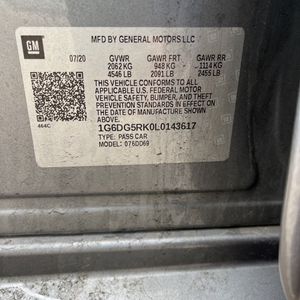 GM
MFD BY GENERAL MOTORS LLC
07/20 GVWR GAWR FRT GAWR RR
2062 KG 948 KG 1114 KG
4546 LB 2091 LB 2455 LB
THIS VEHICLE CONFORMS TO ALL
APPLICABLE U.S. FEDERAL MOTOR
VEHICLE SAFETY, BUMPER, AND THEFT
PREVENTION STANDARDS IN EFFECT ON
THE DATE OF MANUFACTURE SHOWN ABOVE.
464C
1G6DG5RK0L0143617
TYPE: PASS CAR
MODEL: 076DD69